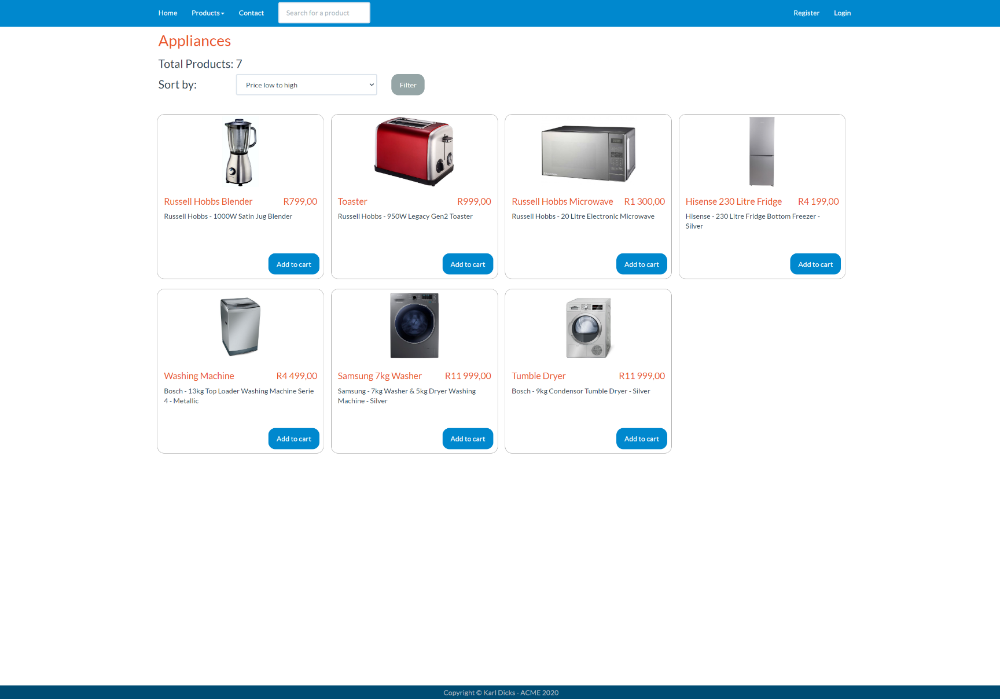 Home Products Contact Search for a product Register Login
Appliances
Total Products: 7
Sort by: Price low to high Filter
Russell Hobbs Blender R799,00
Russell Hobbs - 1000W Satin Jug Blender
Add to cart
Toaster R999,00
Russell Hobbs - 950W Legacy Gen2 Toaster
Add to cart
Russell Hobbs Microwave R1 300,00
Russell Hobbs - 20 Litre Electronic Microwave
Add to cart
Hisense 230 Litre Fridge R4 199,00
Hisense - 230 Litre Fridge Bottom Freezer -
Silver
Add to cart
Washing Machine R4 499,00
Bosch - 13kg Top Loader Washing Machine Serie
4 - Metallic
Add to cart
Samsung 7kg Washer R11 999,00
Samsung - 7kg Washer & 5kg Dryer Washing
Machine - Silver
Add to cart
Tumble Dryer R11 999,00
Bosch - 9kg Condensor Tumble Dryer - Silver
Add to cart
Copyright © Karl Dicks - ACME 2020